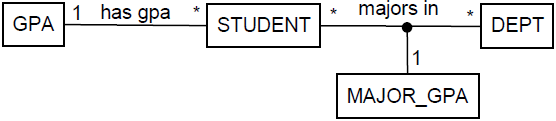 GPA 1 has gpa * STUDENT * majors in * DEPT
1
MAJOR_GPA